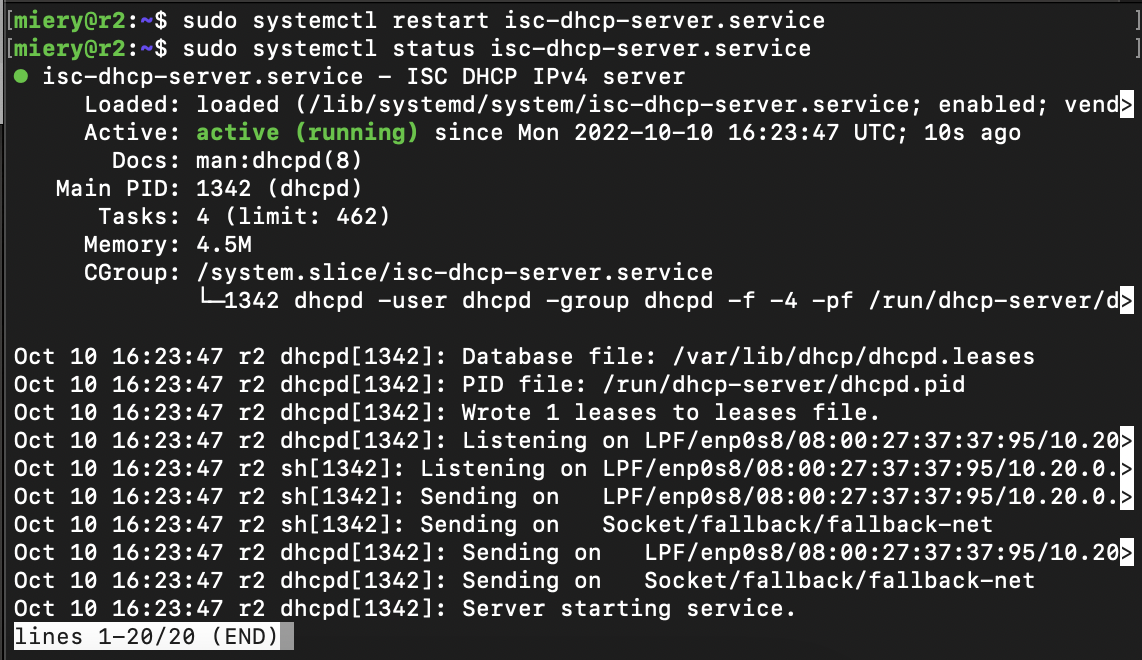 [miery@r2:~$ sudo systemctl restart isc-dhcp-server.service ]
[miery@r2:~$ sudo systemctl status isc-dhcp-server.service ]
● isc-dhcp-server.service - ISC DHCP IPv4 server
     Loaded: loaded (/lib/systemd/system/isc-dhcp-server.service; enabled; vend>
     Active: active (running) since Mon 2022-10-10 16:23:47 UTC; 10s ago
       Docs: man:dhcpd(8)
   Main PID: 1342 (dhcpd)
      Tasks: 4 (limit: 462)
     Memory: 4.5M
     CGroup: /system.slice/isc-dhcp-server.service
             └─1342 dhcpd -user dhcpd -group dhcpd -f -4 -pf /run/dhcp-server/d>
Oct 10 16:23:47 r2 dhcpd[1342]: Database file: /var/lib/dhcp/dhcpd.leases
Oct 10 16:23:47 r2 dhcpd[1342]: PID file: /run/dhcp-server/dhcpd.pid
Oct 10 16:23:47 r2 dhcpd[1342]: Wrote 1 leases to leases file.
Oct 10 16:23:47 r2 dhcpd[1342]: Listening on LPF/enp0s8/08:00:27:37:37:95/10.20>
Oct 10 16:23:47 r2 sh[1342]: Listening on LPF/enp0s8/08:00:27:37:37:95/10.20.0.>
Oct 10 16:23:47 r2 sh[1342]: Sending on   LPF/enp0s8/08:00:27:37:37:95/10.20.0.>
Oct 10 16:23:47 r2 sh[1342]: Sending on   Socket/fallback/fallback-net
Oct 10 16:23:47 r2 dhcpd[1342]: Sending on   LPF/enp0s8/08:00:27:37:37:95/10.20>
Oct 10 16:23:47 r2 dhcpd[1342]: Sending on   Socket/fallback/fallback-net
Oct 10 16:23:47 r2 dhcpd[1342]: Server starting service.
lines 1-20/20 (END)